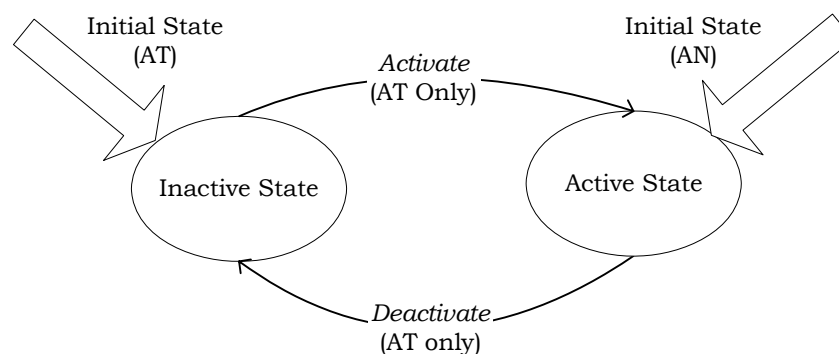 Initial State
(AT)
Initial State
(AN)
Activate
(AT Only)
Inactive State
Active State
Deactivate
(AT only)